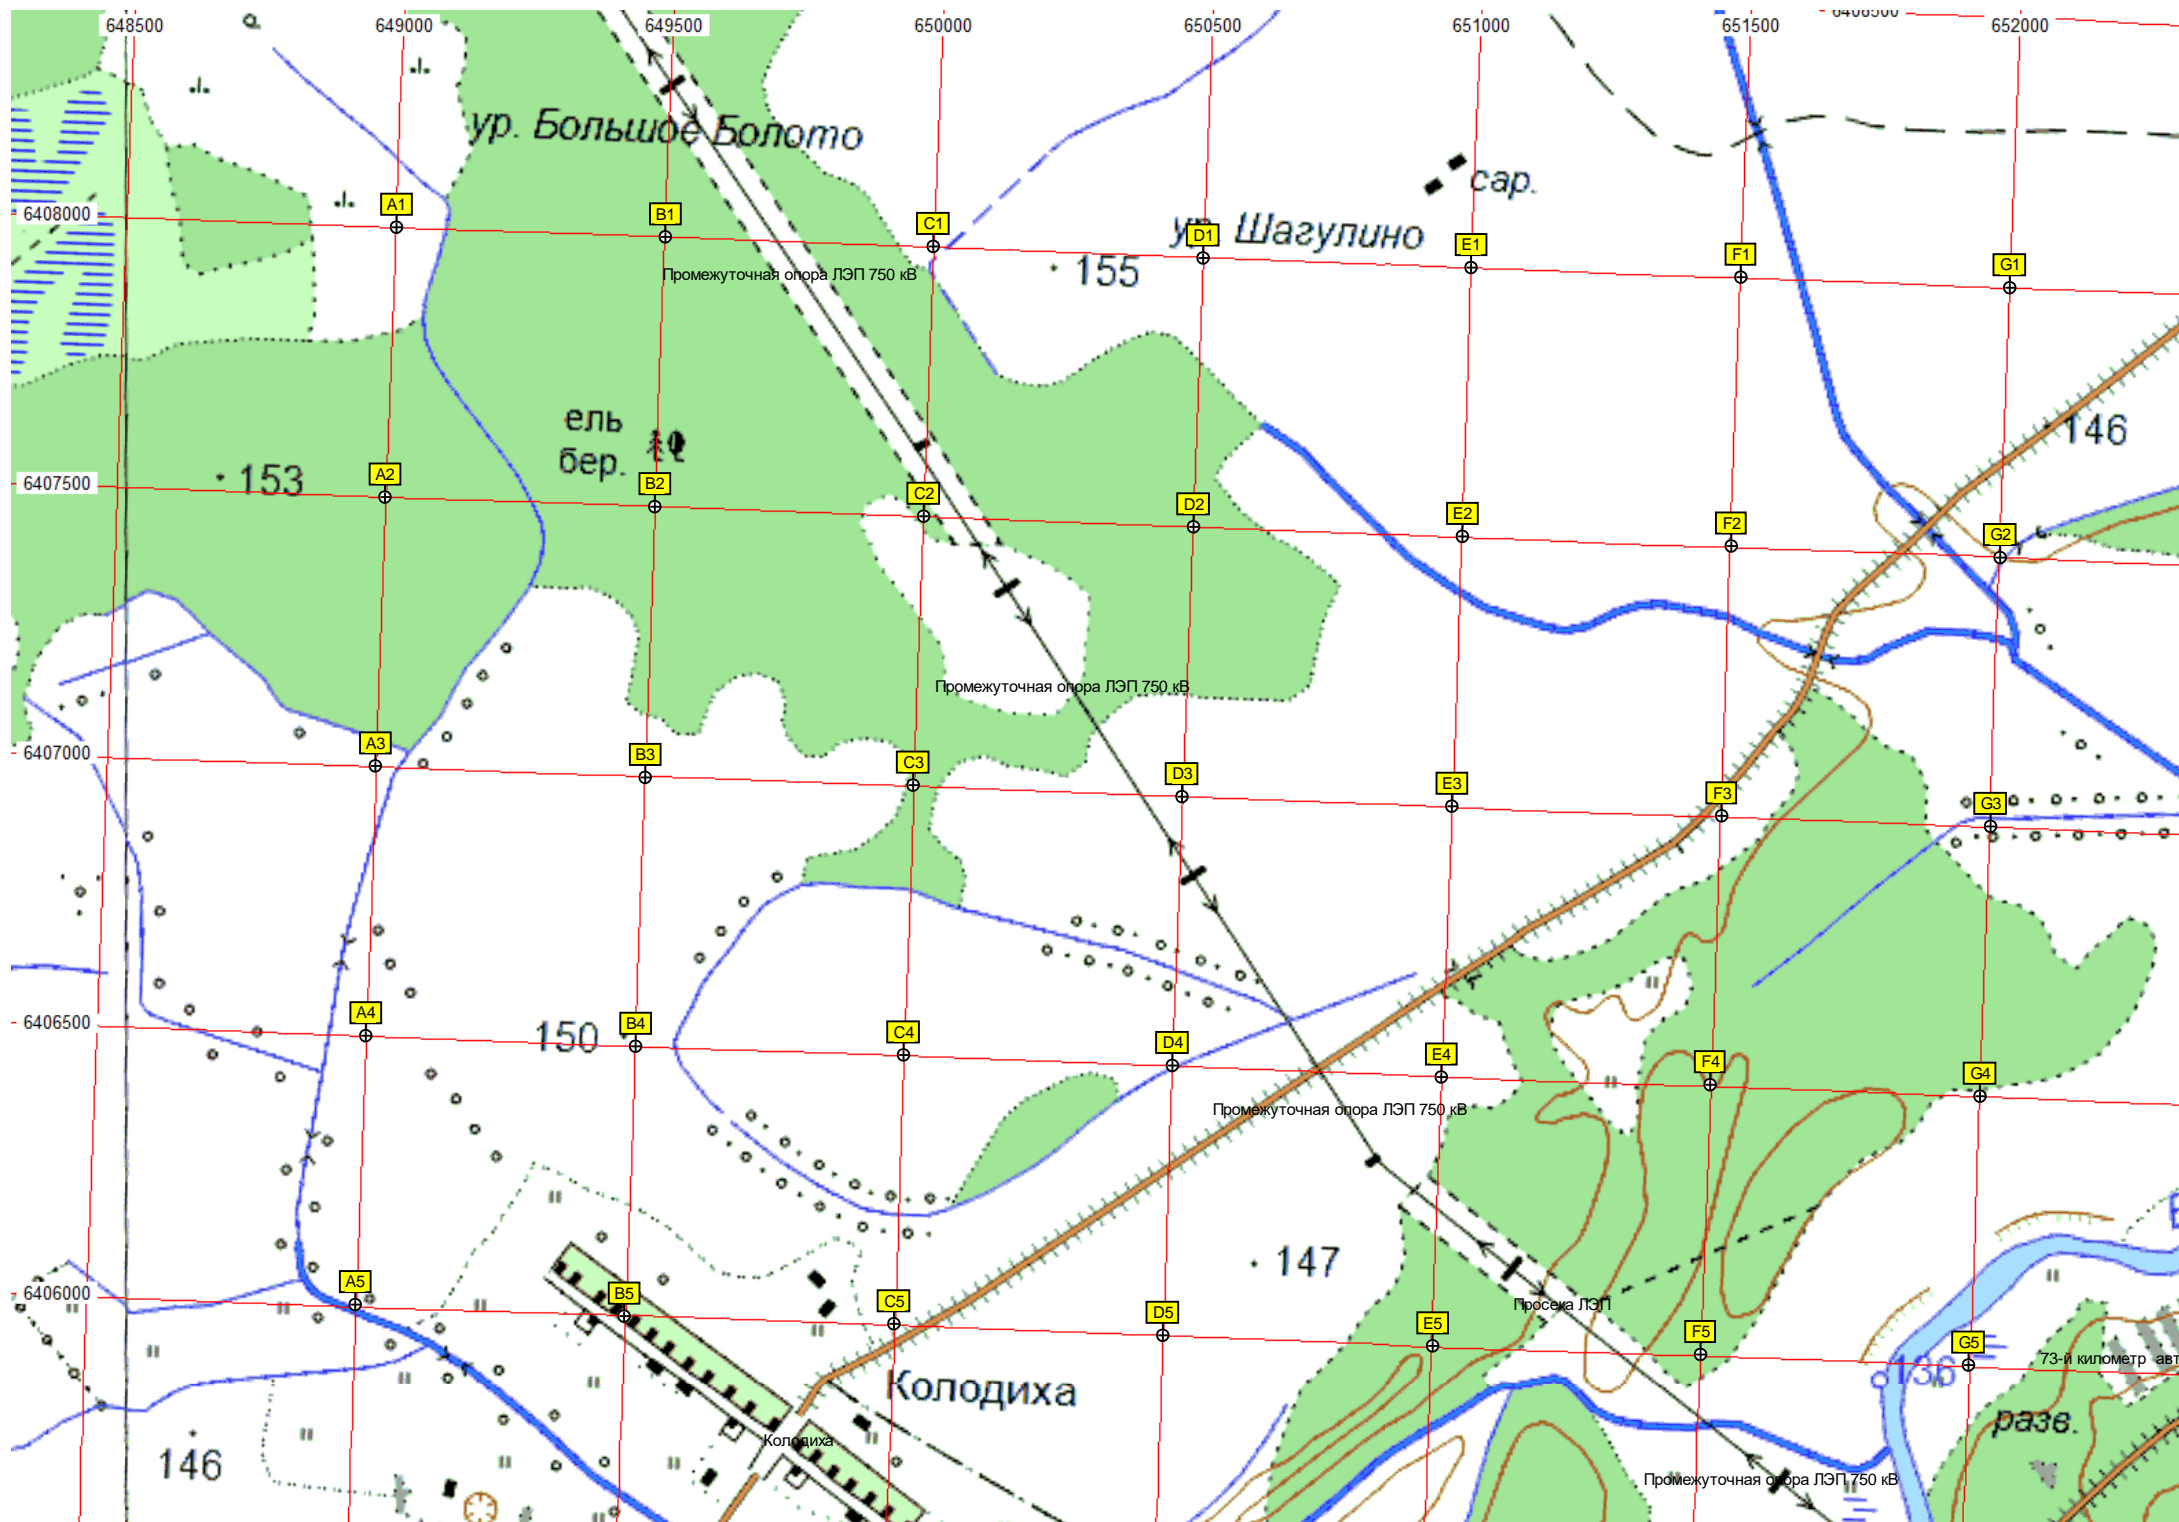 648500 649000 649500 650000 650500 651000 651500 6408500 652000
ур. Большое Болото
сар.
6408000 A1 B1 C1 D1 E1 F1 G1
ур. Шагулино
Промежуточная опора ЛЭП 750 кВ
155
ель
бер.
146
153
6407500 A2 B2 C2 D2 E2 F2 G2
Промежуточная опора ЛЭП 750 кВ
6407000 A3 B3 C3 D3 E3 F3 G3
6406500 A4 B4 C4 D4 E4 F4 G4
150
Промежуточная опора ЛЭП 750 кВ
147
6406000 A5 B5 C5 D5 E5 F5 G5
Просека ЛЭП
73-й километр авт
136
Колодиха
разв.
Колодиха
146
Промежуточная опора ЛЭП 750 кВ